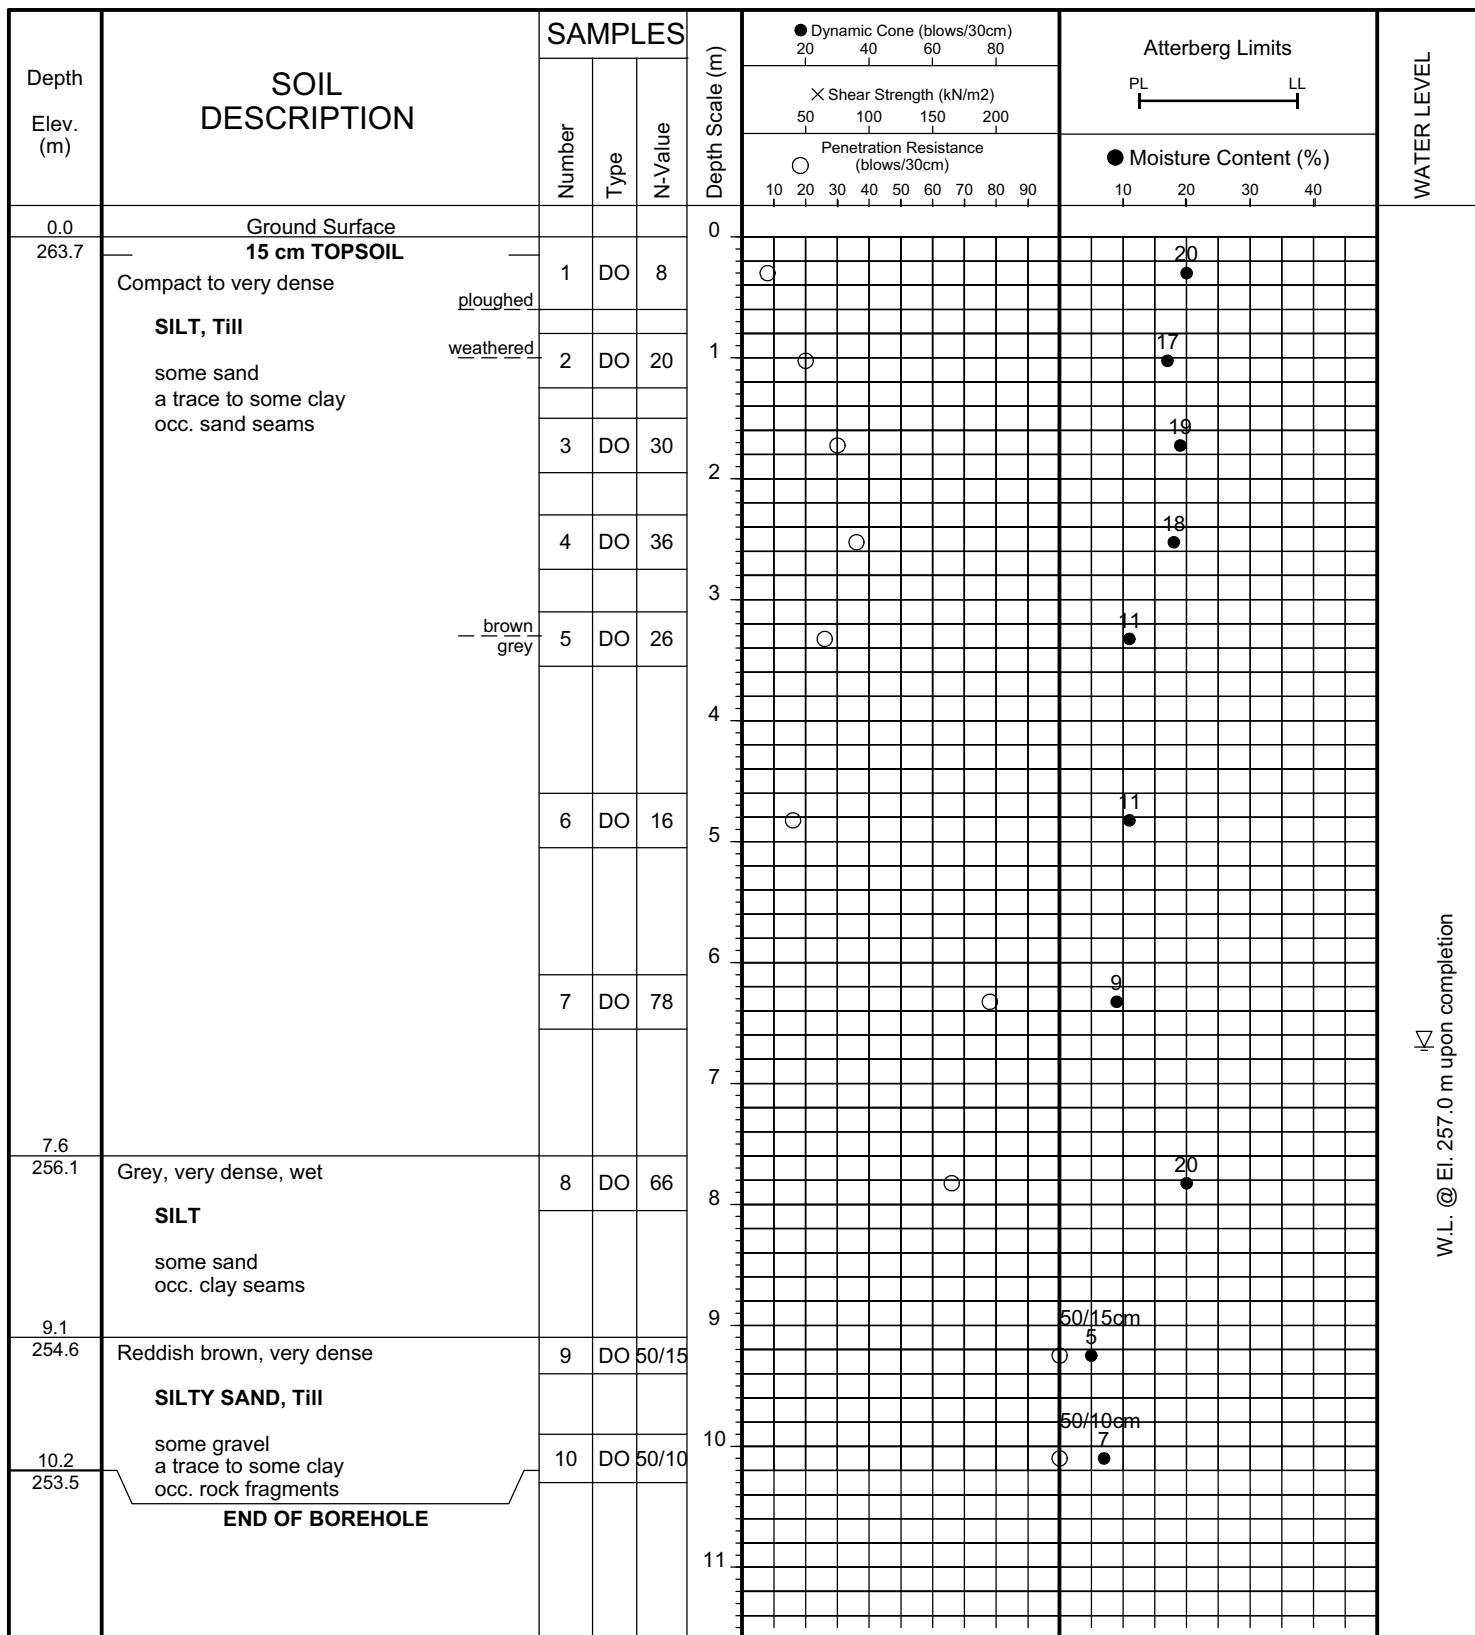 Depth
Elev.
(m)
SOIL
DESCRIPTION
SAMPLES
Number
Type
N-Value
Depth Scale (m)
Dynamic Cone (blows/30cm)
20 40 60 80
Shear Strength (kN/m2)
50 100 150 200
Penetration Resistance
(blows/30cm)
10 20 30 40 50 60 70 80 90
Atterberg Limits
PL LL
Moisture Content (%)
10 20 30 40
WATER LEVEL
0.0 Ground Surface 0
263.7 15 cm TOPSOIL
Compact to very dense 1 DO 8 20
ploughed
SILT, Till
weathered 2 DO 20 1 17
some sand
a trace to some clay
occ. sand seams
3 DO 30 19
2
4 DO 36 18
3
brown
grey
5 DO 26 11
4
6 DO 16 11
5
6
7 DO 78 9
7
W.L. @ El. 257.0 m upon completion
7.6
256.1 Grey, very dense, wet 8 DO 66 20
8
SILT
some sand
occ. clay seams
9
9.1 50/15cm
254.6 Reddish brown, very dense 9 DO 50/15 5
SILTY SAND, Till
some gravel 50/10cm
10
10.2 a trace to some clay 10 DO 50/10 7
253.5 occ. rock fragments
END OF BOREHOLE
11